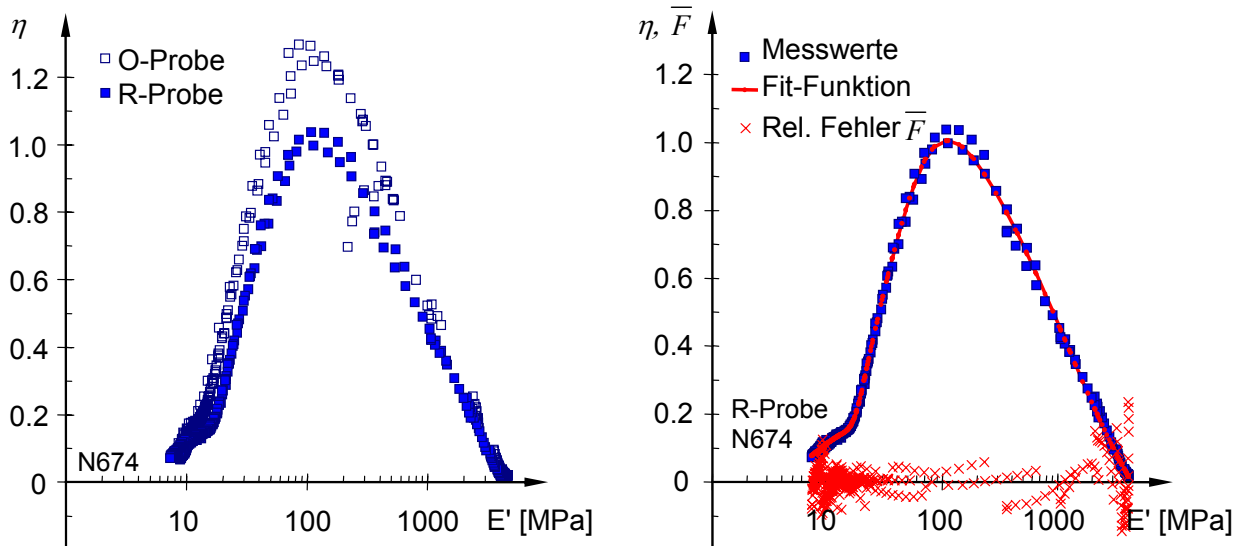 η
O-Probe
R-Probe
1.2
1.0
0.8
0.6
0.4
0.2
0
N674
10 100 1000 E' [MPa]
η, F̅
Messwerte
Fit-Funktion
Rel. Fehler F̅
1.2
1.0
0.8
0.6
0.4
0.2
0
R-Probe
N674
10 100 1000 E' [MPa]